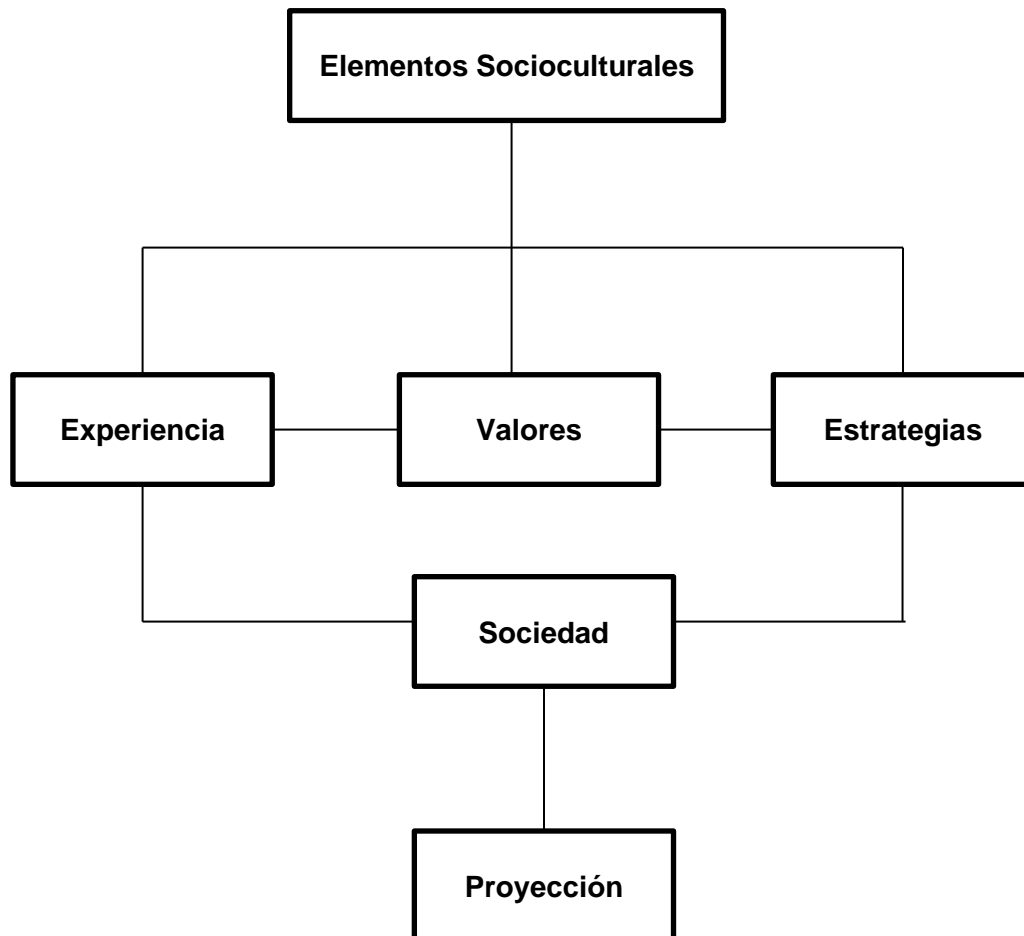 Elementos Socioculturales
Experiencia
Valores
Estrategias
Sociedad
Proyección